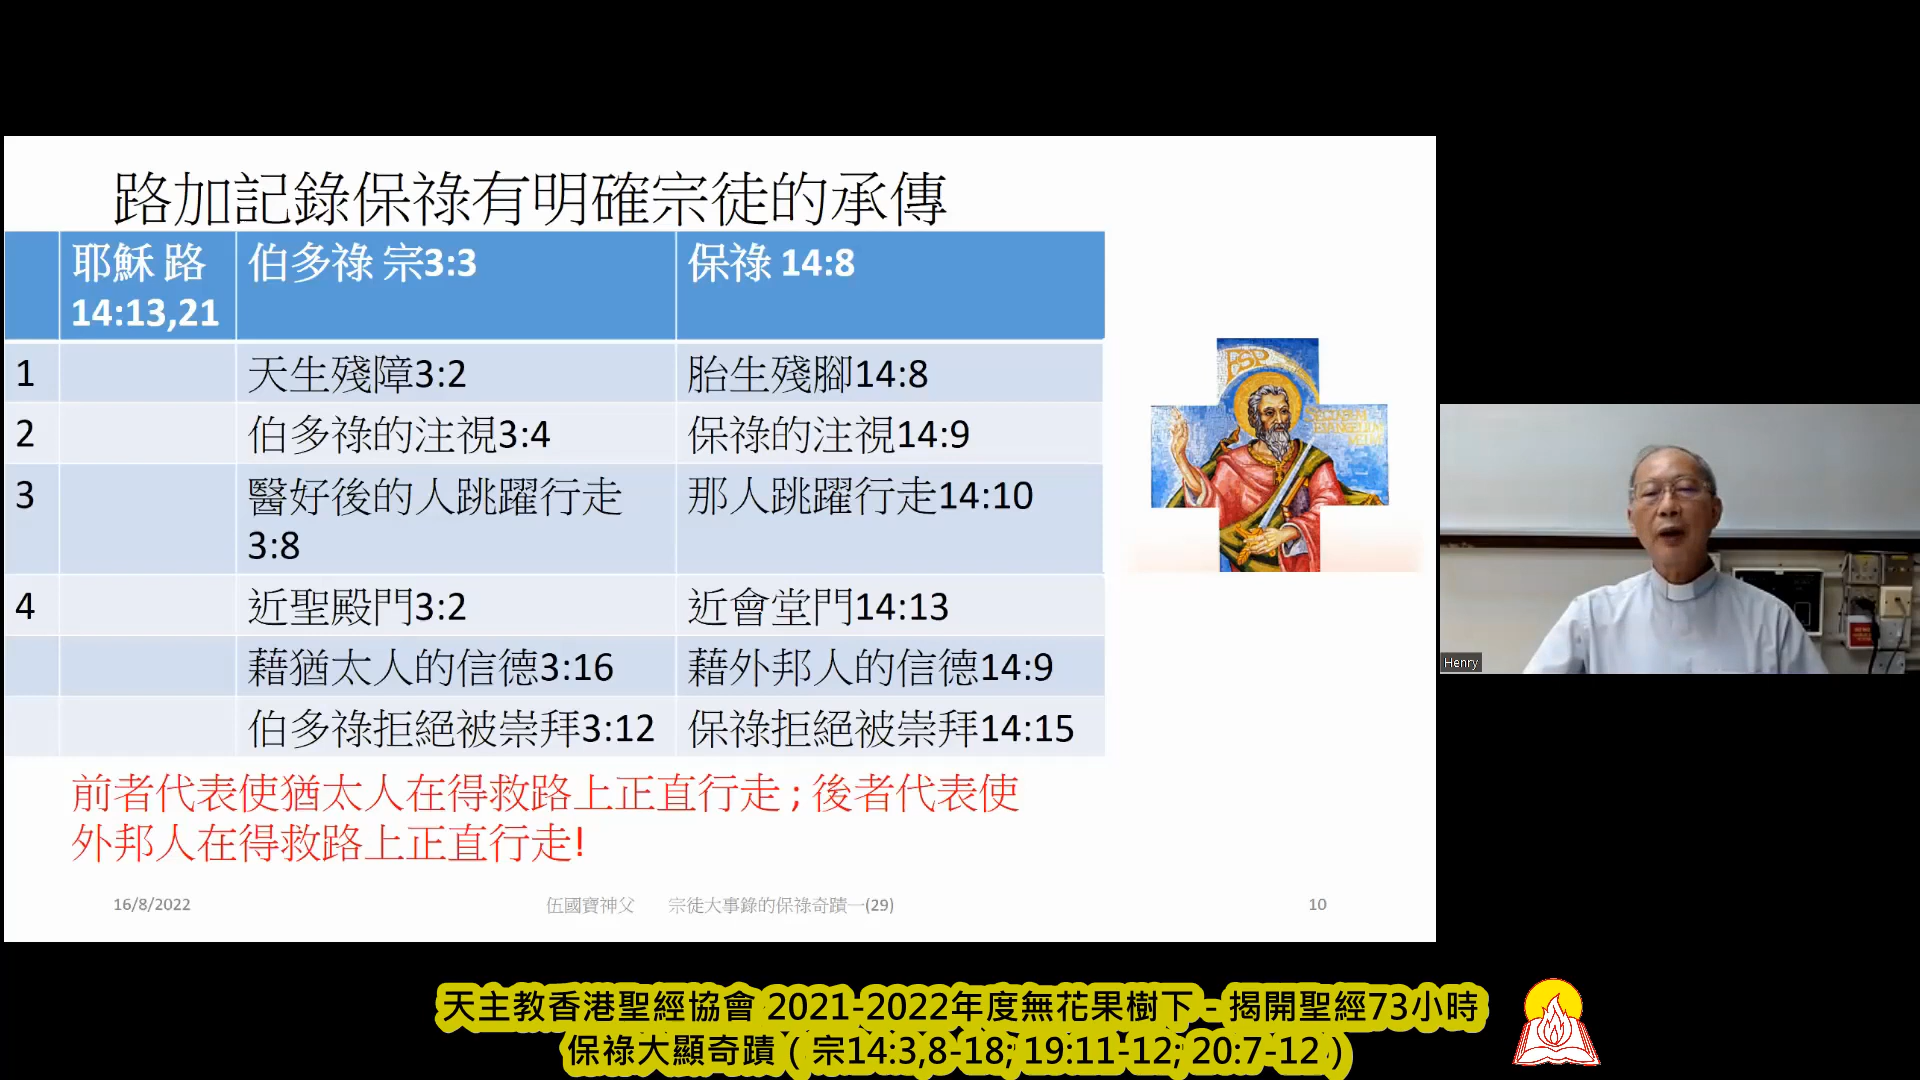 路加記錄保祿有明確宗徒的承傳
耶穌 路 14:13,21
伯多祿 宗3:3
保祿 14:8
1
天生殘障3:2
胎生殘腳14:8
2
伯多祿的注視3:4
保祿的注視14:9
3
醫好後的人跳躍行走
3:8
那人跳躍行走14:10
4
近聖殿門3:2
近會堂門14:13
藉猶太人的信德3:16
藉外邦人的信德14:9
伯多祿拒絕被崇拜3:12
保祿拒絕被崇拜14:15
前者代表使猶太人在得救路上正直行走 ; 後者代表使
外邦人在得救路上正直行走!
16/8/2022
伍國寶神父 宗徒大事錄的保祿奇蹟一(29)
10
Henry
天主教香港聖經協會 2021-2022年度無花果樹下 - 揭開聖經73小時
保祿大顯奇蹟 ( 宗14:3,8-18; 19:11-12; 20:7-12 )